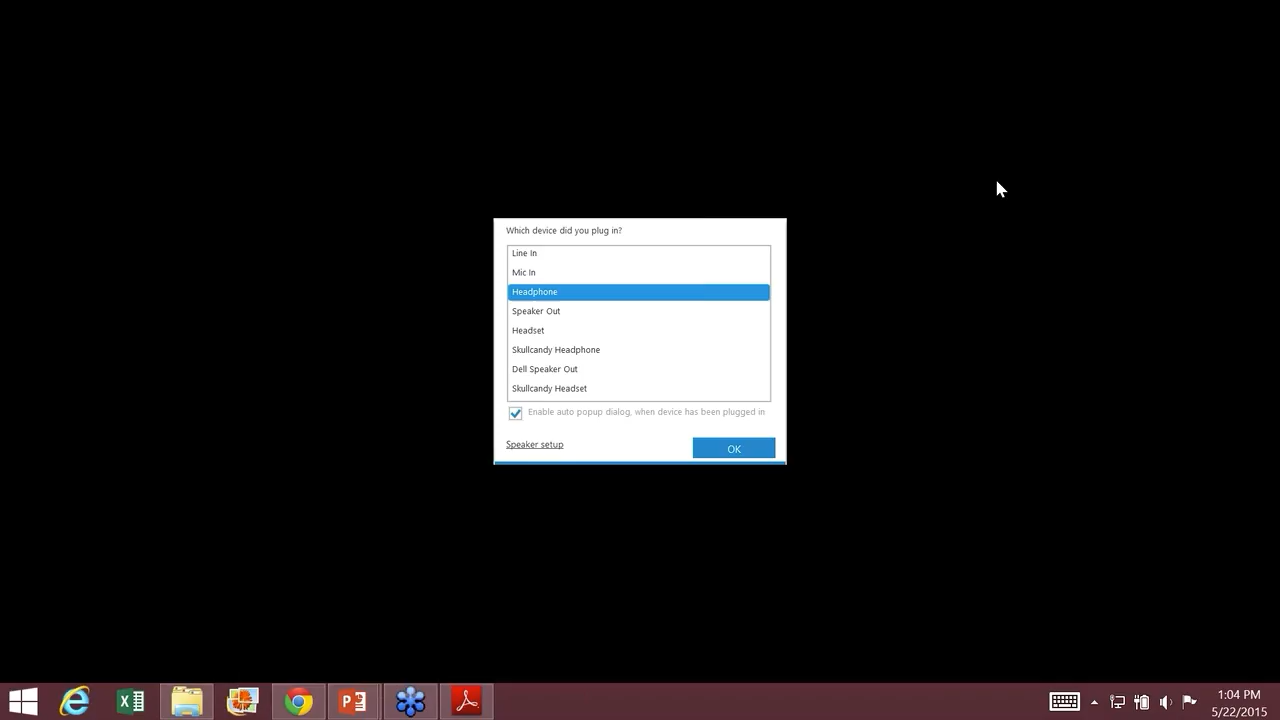 Which device did you plug in?
Line In
Mic In
Headphone
Speaker Out
Headset
Skullcandy Headphone
Dell Speaker Out
Skullcandy Headset
Enable auto popup dialog, when device has been plugged in
Speaker setup
OK
1:04 PM
5/22/2015